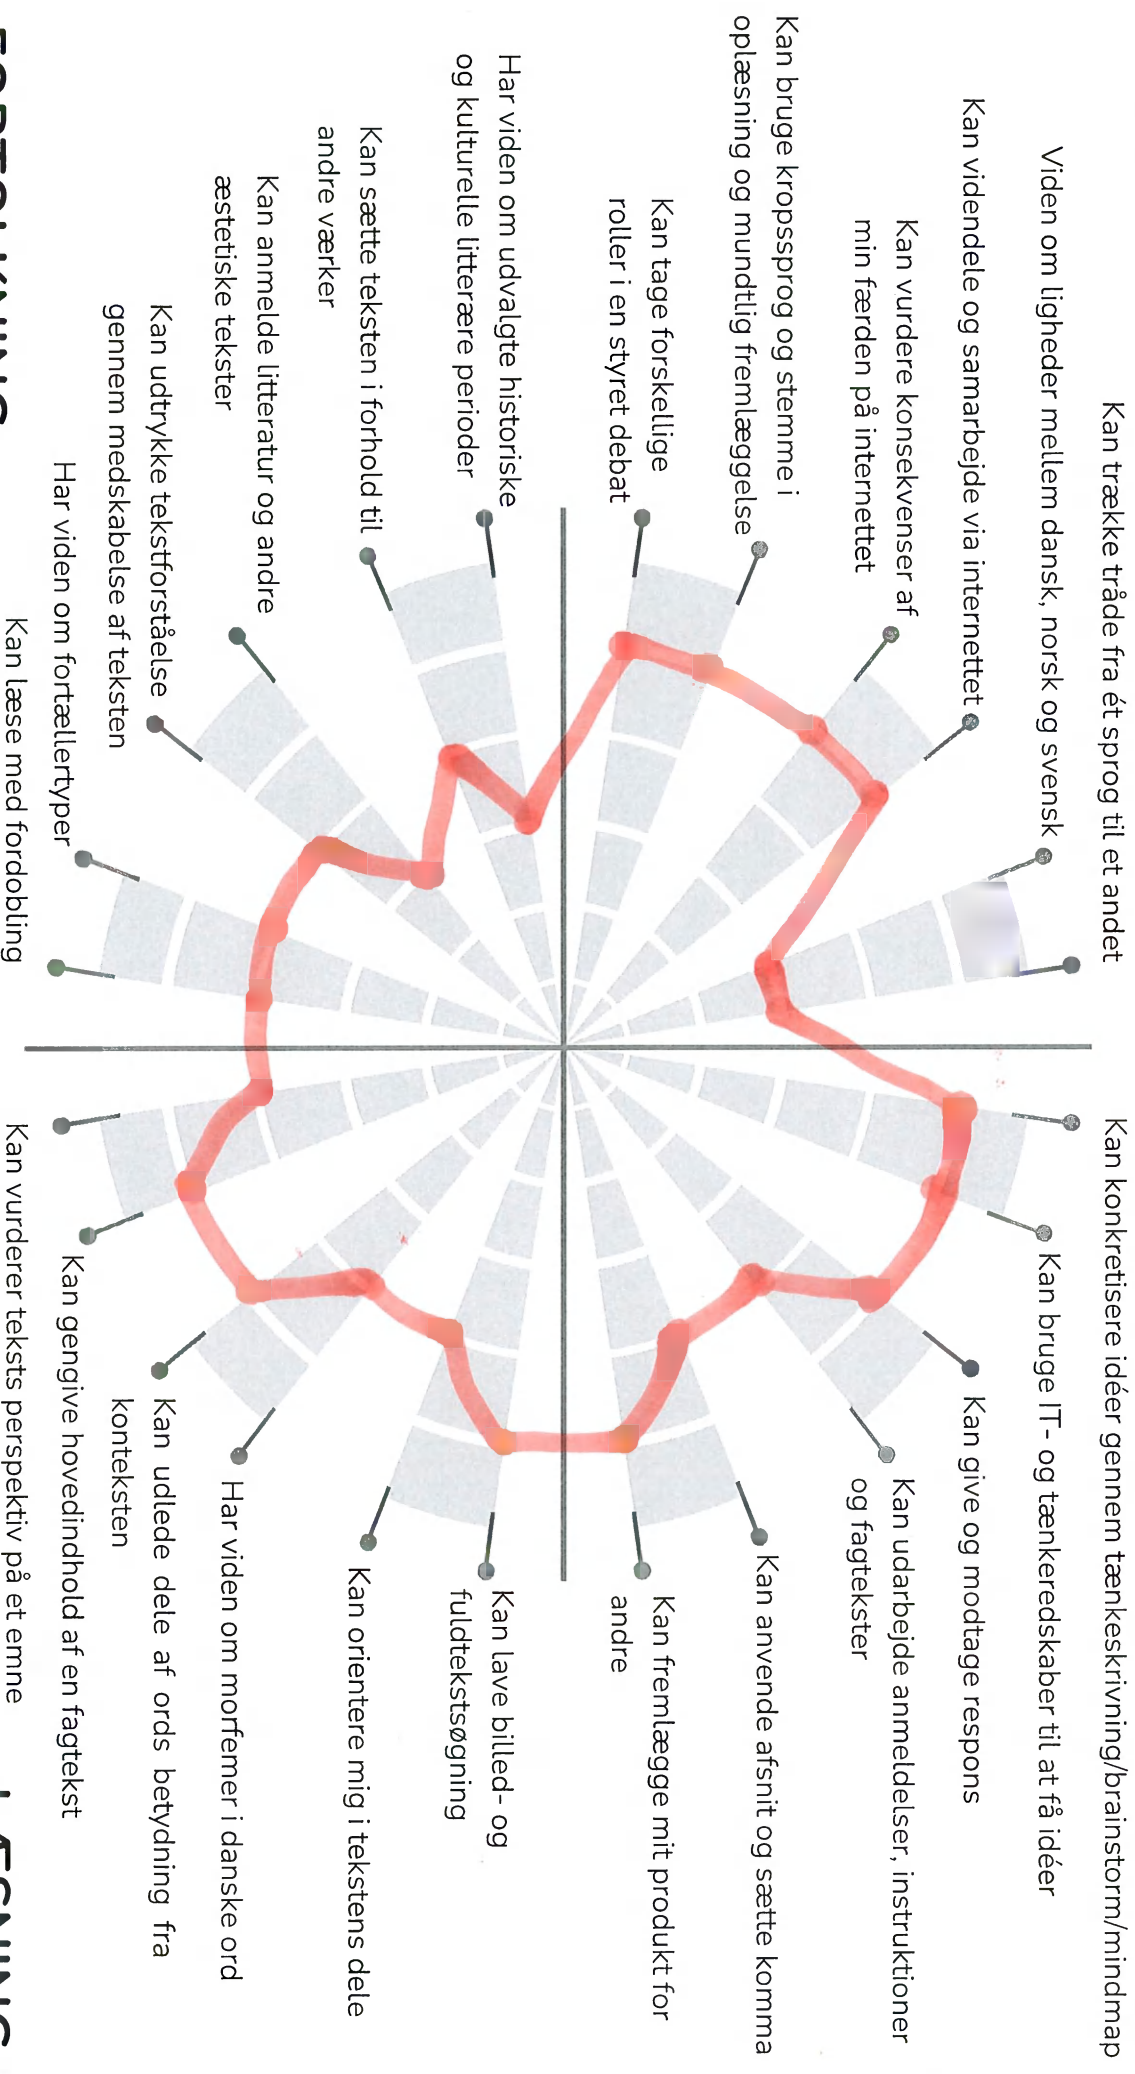 Kan trække tråde fra ét sprog til et andet
Viden om ligheder mellem dansk, norsk og svensk
Kan videndele og samarbejde via internettet
Kan vurdere konsekvenser af
min færden på internettet
Kan bruge kropssprog og stemme i
oplæsning og mundtlig fremlæggelse
Kan tage forskellige
roller i en styret debat
Kan konkretisere idéer gennem tænkeskrivning/brainstorm/mindmap
Kan bruge IT- og tænkeredskaber til at få idéer
Kan give og modtage respons
Kan udarbejde anmeldelser, instruktioner
og fagtekster
Kan anvende afsnit og sætte komma
Kan fremlægge mit produkt for
andre
Har viden om udvalgte historiske
og kulturelle litterære perioder
Kan sætte teksten i forhold til
andre værker
Kan anmelde litteratur og andre
æstetiske tekster
Kan udtrykke tekstforståelse
gennem medskabelse af teksten
Har viden om fortællertyper
Kan læse med fordobling
Kan lave billed- og
fuldtekstsøgning
Kan orientere mig i tekstens dele
Har viden om morfemer i danske ord
Kan udlede dele af ords betydning fra
konteksten
Kan gengive hovedindhold af en fagtekst
Kan vurderer teksts perspektiv på et emne
FORTOLKNING
LÆSNING